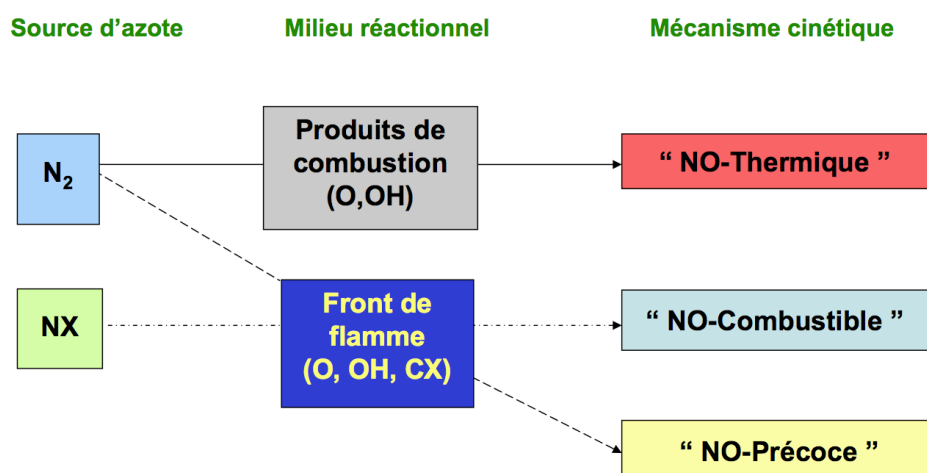 Source d’azote
Milieu réactionnel
Mécanisme cinétique
N₂
Produits de
combustion
(O,OH)
“ NO-Thermique ”
NX
Front de
flamme
(O, OH, CX)
“ NO-Combustible ”
“ NO-Précoce ”